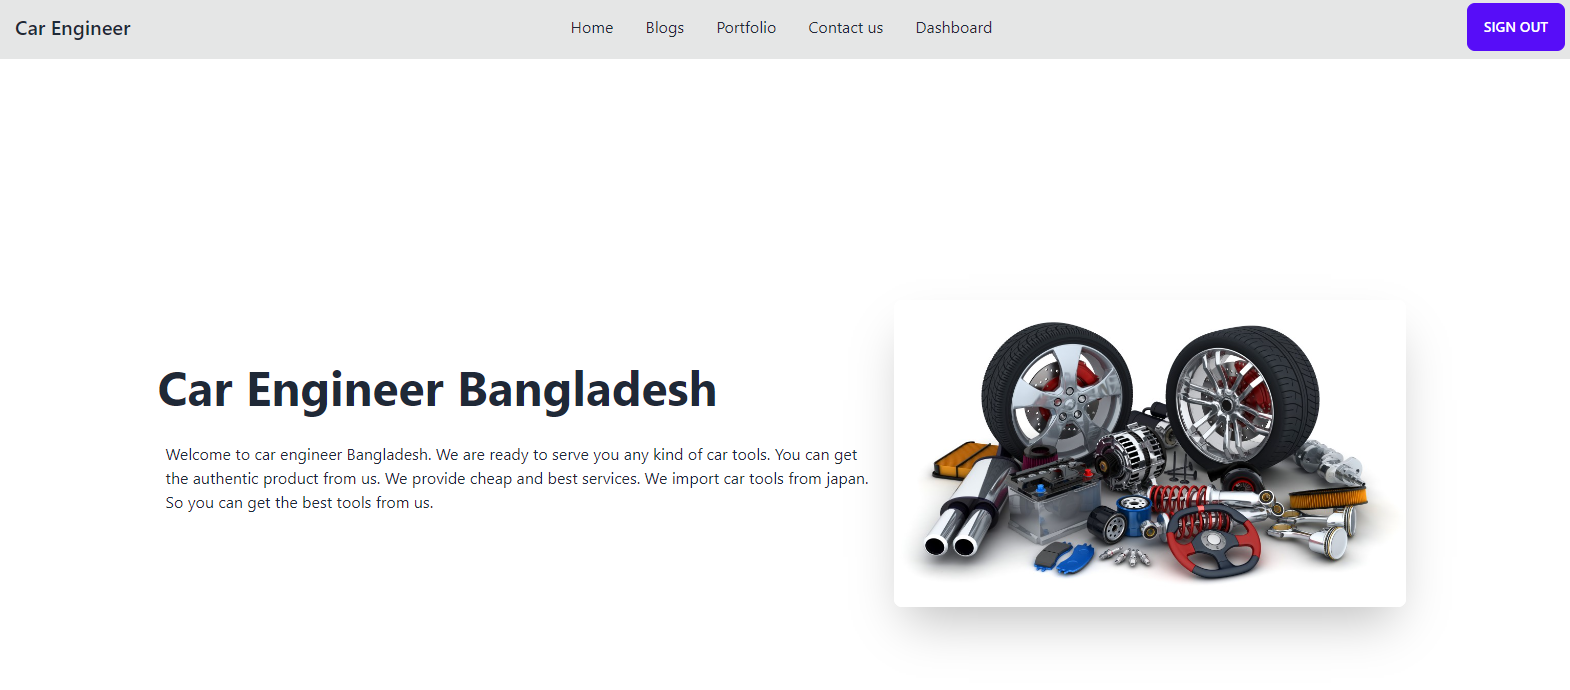 Car Engineer
Home
Blogs
Portfolio
Contact us
Dashboard
SIGN OUT
Car Engineer Bangladesh
Welcome to car engineer Bangladesh. We are ready to serve you any kind of car tools. You can get
the authentic product from us. We provide cheap and best services. We import car tools from japan.
So you can get the best tools from us.